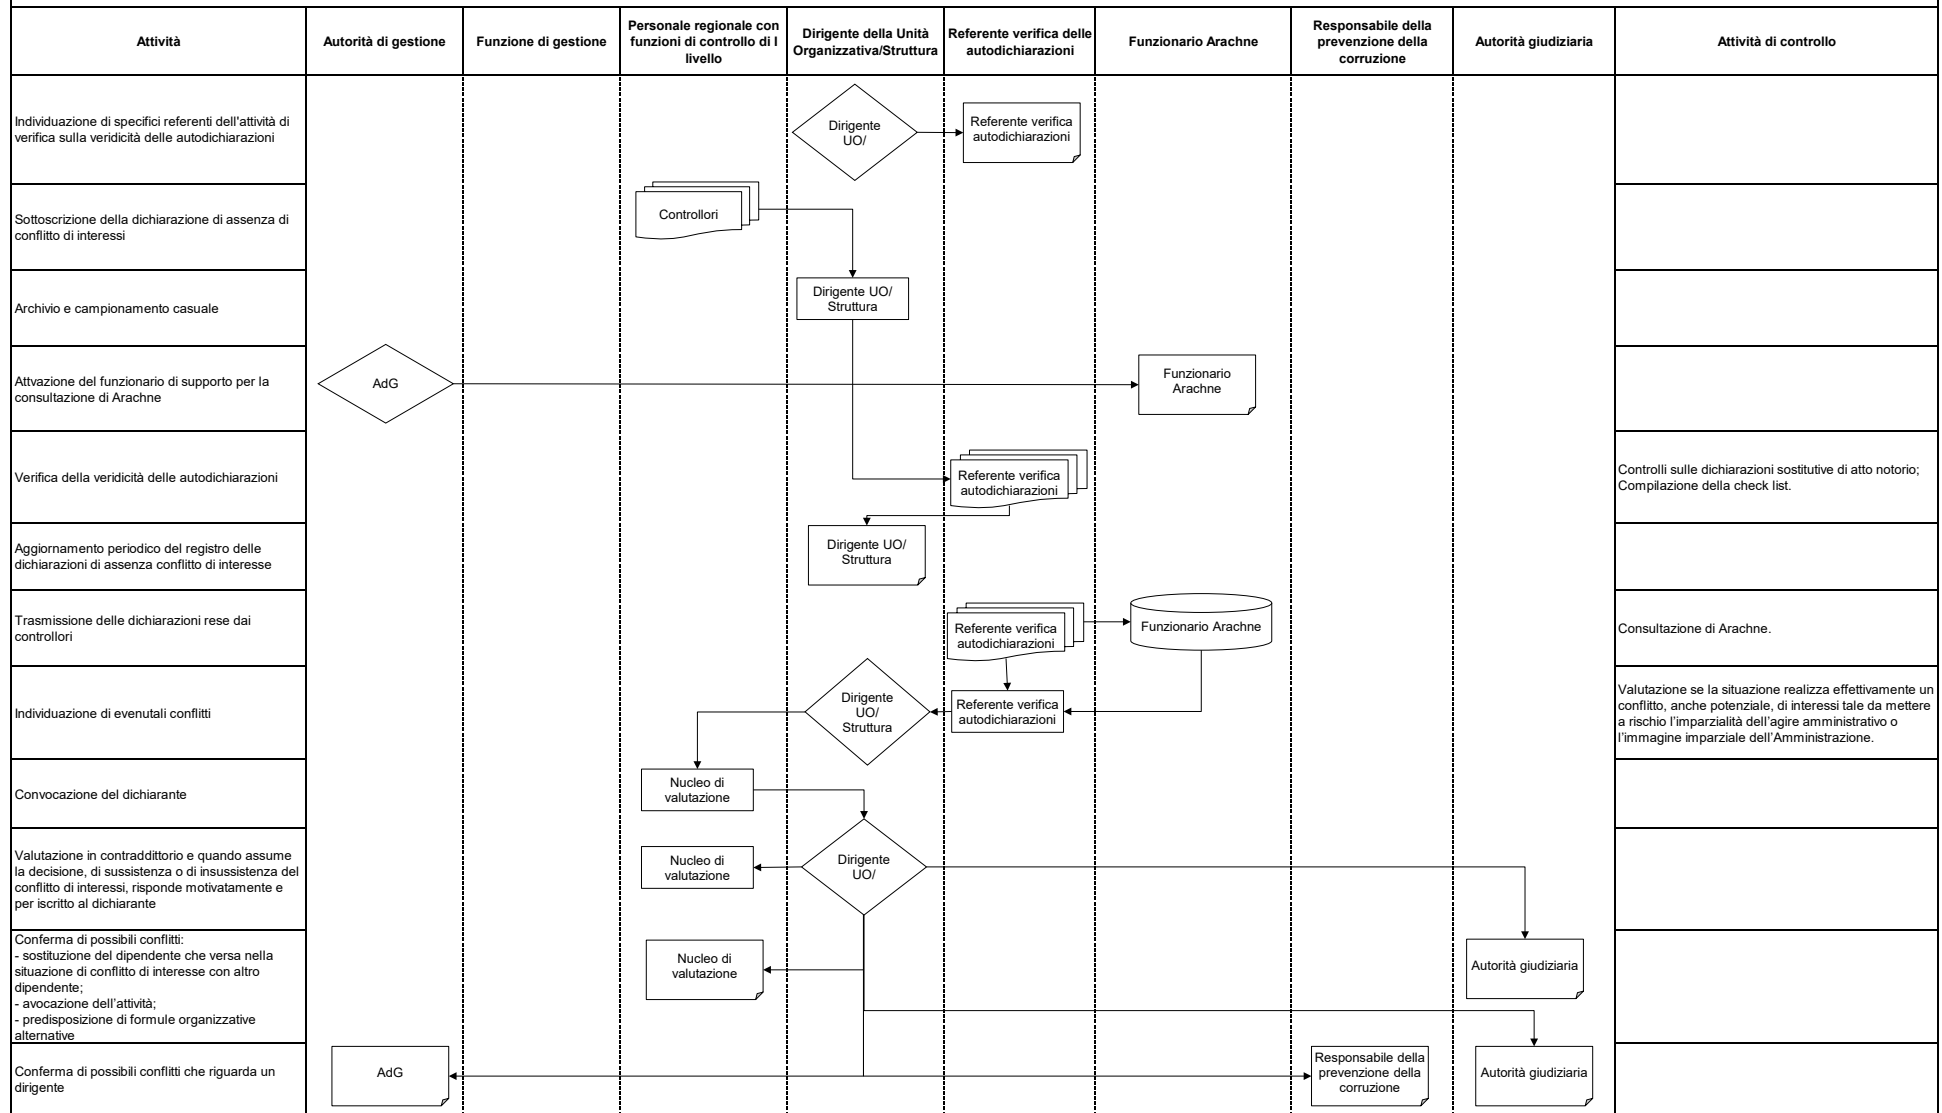 Attività
Autorità di gestione
Funzione di gestione
Personale regionale con
funzioni di controllo di I
livello
Dirigente della Unità
Organizzativa/Struttura
Referente verifica delle
autodichiarazioni
Funzionario Arachne
Responsabile della
prevenzione della
corruzione
Autorità giudiziaria
Attività di controllo
Individuazione di specifici referenti dell'attività di
verifica sulla veridicità delle autodichiarazioni
Dirigente
UO/
Referente verifica
autodichiarazioni
Sottoscrizione della dichiarazione di assenza di
conflitto di interessi
Controllori
Archivio e campionamento casuale
Dirigente UO/
Struttura
Attvazione del funzionario di supporto per la
consultazione di Arachne
AdG
Funzionario
Arachne
Verifica della veridicità delle autodichiarazioni
Referente verifica
autodichiarazioni
Controlli sulle dichiarazioni sostitutive di atto notorio;
Compilazione della check list.
Aggiornamento periodico del registro delle
dichiarazioni di assenza conflitto di interesse
Dirigente UO/
Struttura
Trasmissione delle dichiarazioni rese dai
controllori
Referente verifica
autodichiarazioni
Funzionario Arachne
Consultazione di Arachne.
Individuazione di evenutali conflitti
Dirigente
UO/
Struttura
Referente verifica
autodichiarazioni
Valutazione se la situazione realizza effettivamente un
conflitto, anche potenziale, di interessi tale da mettere
a rischio l'imparzialità dell'agire amministrativo o
l'immagine imparziale dell'Amministrazione.
Convocazione del dichiarante
Nucleo di
valutazione
Valutazione in contraddittorio e quando assume
la decisione, di sussistenza o di insussistenza del
conflitto di interessi, risponde motivatamente e
per iscritto al dichiarante
Nucleo di
valutazione
Dirigente
UO/
Conferma di possibili conflitti:
- sostituzione del dipendente che versa nella
situazione di conflitto di interesse con altro
dipendente;
- avocazione dell'attività;
- predisposizione di formule organizzative
alternative
Nucleo di
valutazione
Autorità giudiziaria
Conferma di possibili conflitti che riguarda un
dirigente
AdG
Responsabile della
prevenzione della
corruzione
Autorità giudiziaria